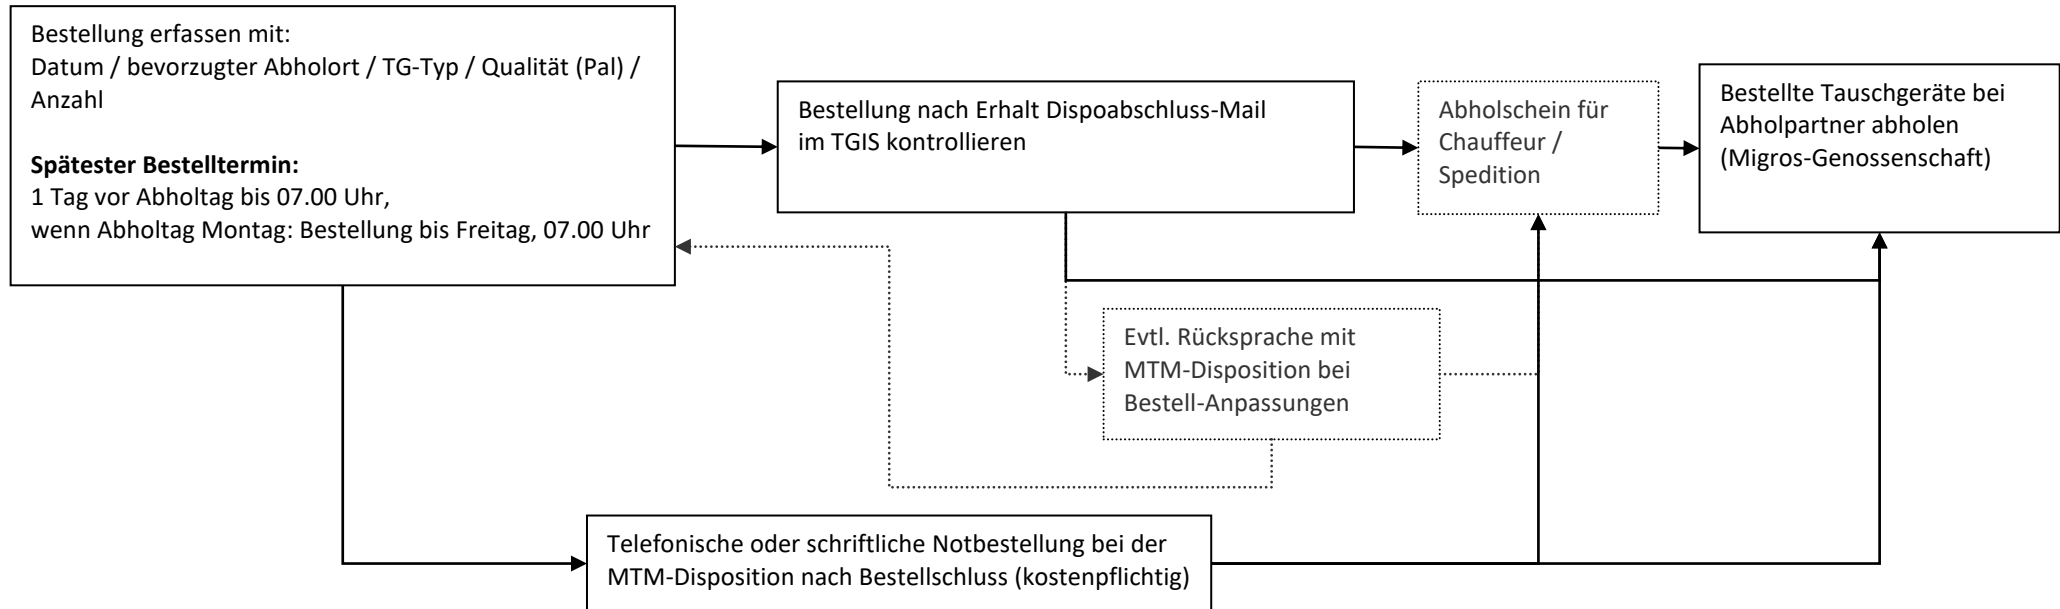 Bestellung erfassen mit:
Datum / bevorzugter Abholort / TG-Typ / Qualität (Pal) /
Anzahl
Spätester Bestelltermin:
1 Tag vor Abholtag bis 07.00 Uhr,
wenn Abholtag Montag: Bestellung bis Freitag, 07.00 Uhr
Bestellung nach Erhalt Dispoabschluss-Mail
im TGIS kontrollieren
Abholschein für
Chauffeur /
Spedition
Bestellte Tauschgeräte bei
Abholpartner abholen
(Migros-Genossenschaft)
Evtl. Rücksprache mit
MTM-Disposition bei
Bestell-Anpassungen
Telefonische oder schriftliche Notbestellung bei der
MTM-Disposition nach Bestellschluss (kostenpflichtig)